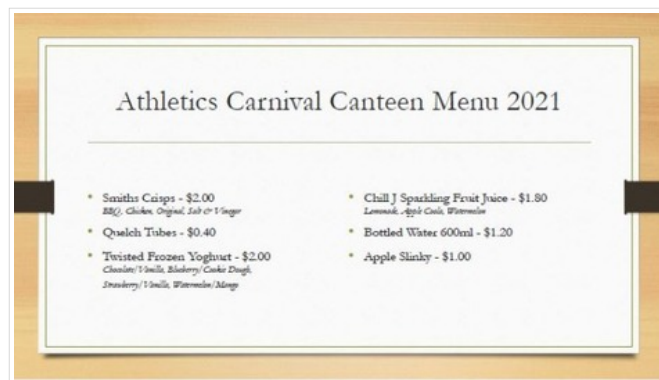 Athletics Carnival Canteen Menu 2021
Smiths Crisps - $2.00
BBQ, Chicken, Original, Salt & Vinegar
Quelch Tubes - $0.40
Twisted Frozen Yoghurt - $2.00
Chocolate/Vanilla, Blueberry/Cookie Dough,
Strawberry/Vanilla, Watermelon/Mango
Chill J Sparkling Fruit Juice - $1.80
Lemonade, Apple Coola, Watermelon
Bottled Water 600ml - $1.20
Apple Slinky - $1.00